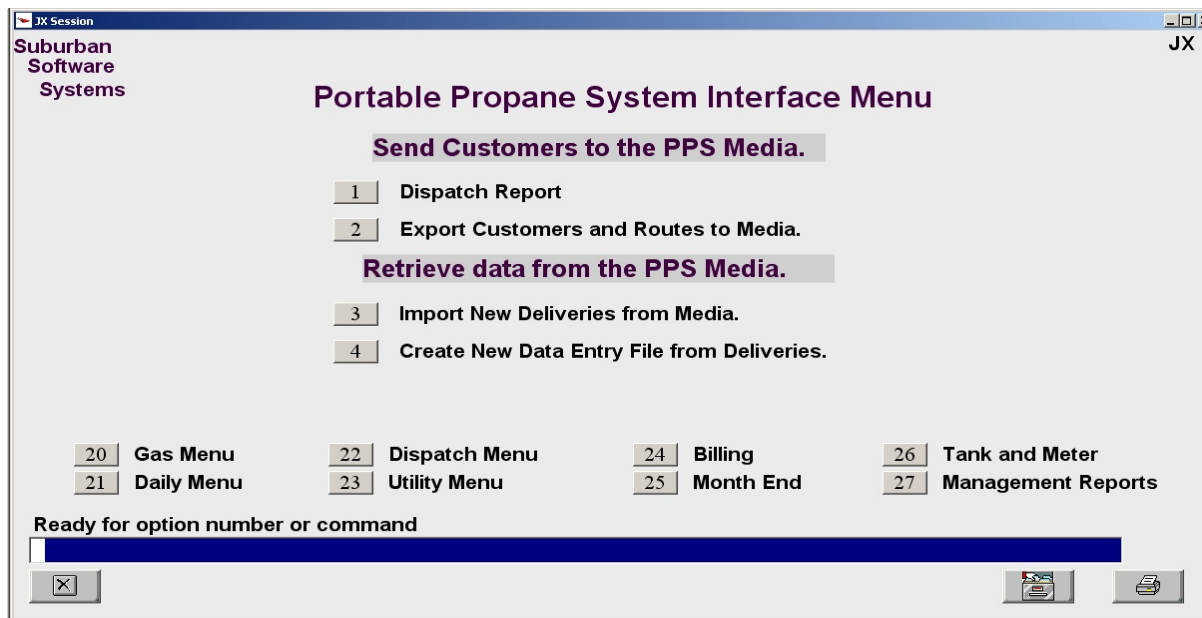 JX Session
Suburban
Software
Systems
JX
Portable Propane System Interface Menu
Send Customers to the PPS Media.
1 Dispatch Report
2 Export Customers and Routes to Media.
Retrieve data from the PPS Media.
3 Import New Deliveries from Media.
4 Create New Data Entry File from Deliveries.
20 Gas Menu 22 Dispatch Menu 24 Billing 26 Tank and Meter
21 Daily Menu 23 Utility Menu 25 Month End 27 Management Reports
Ready for option number or command